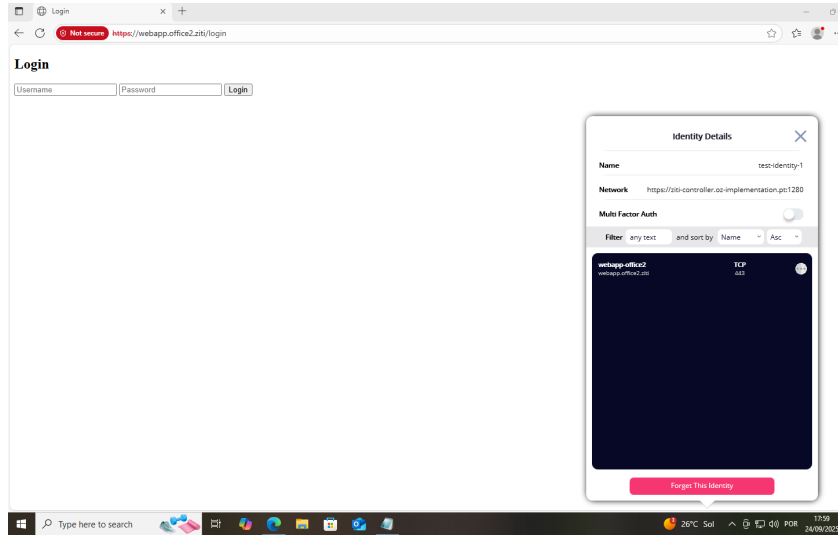 Login
Not secure https://webapp.office2.ziti/login
Login
Username Password Login
Identity Details
Name test-identity-1
Network https://ziti-controller.oz-implementation.pt:1280
Multi Factor Auth
Filter any text and sort by Name Asc
webapp-office2 TCP
webapp.office2.ziti 443
Forget This Identity
Type here to search 26°C Sol POR 17:59
24/09/2025